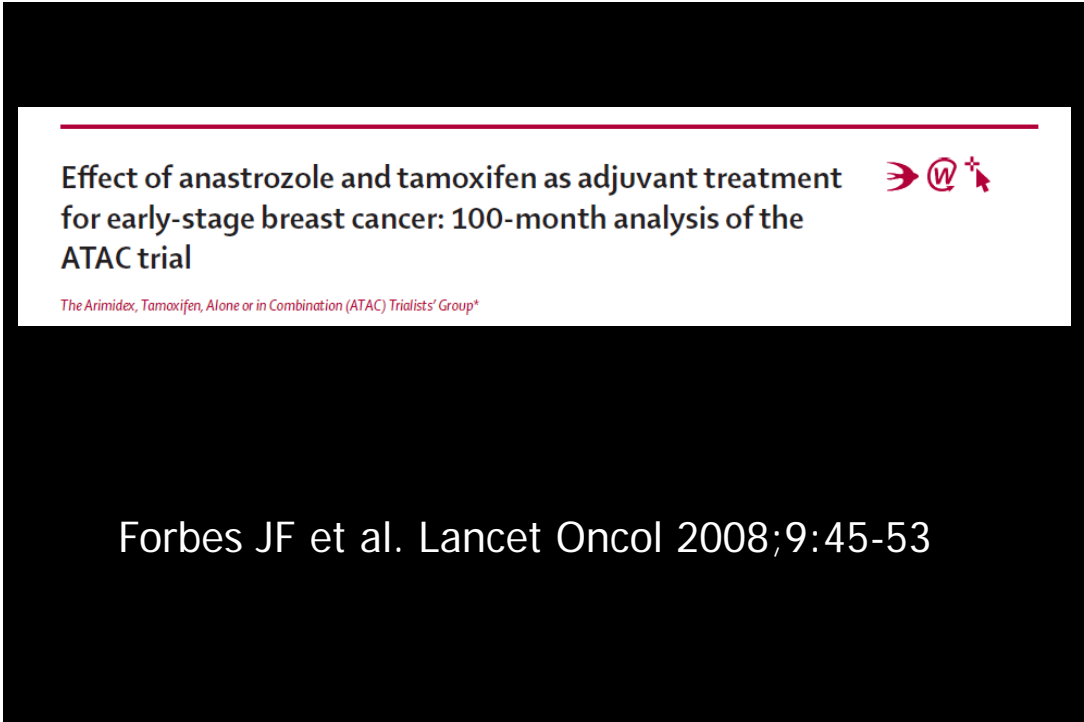 Effect of anastrozole and tamoxifen as adjuvant treatment
for early-stage breast cancer: 100-month analysis of the
ATAC trial
The Arimidex, Tamoxifen, Alone or in Combination (ATAC) Trialists' Group*
Forbes JF et al. Lancet Oncol 2008;9:45-53